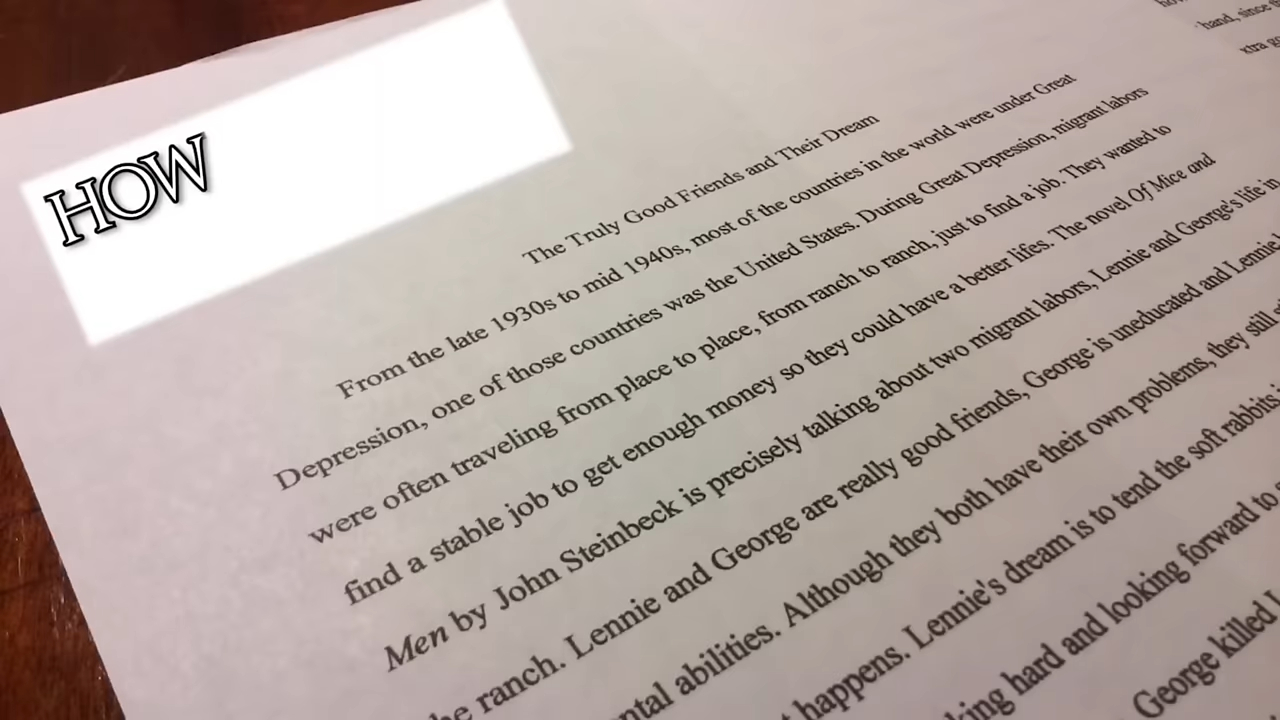 HOW
The Truly Good Friends and Their Dream
From the late 1930s to mid 1940s, most of the countries in the world were under Great
Depression, one of those countries was the United States. During Great Depression, migrant labors
were often traveling from place to place, from ranch to ranch, just to find a job. They wanted to
find a stable job to get enough money so they could have a better lifes. The novel Of Mice and
Men by John Steinbeck is precisely talking about two migrant labors, Lennie and George's life in
ranch. Lennie and George are really good friends, George is uneducated and Lennie
abilities. Although they both have their own problems, they
happens. Lennie's dream is to tend the soft rabbits
hard and looking forward to
George killed
hand, since